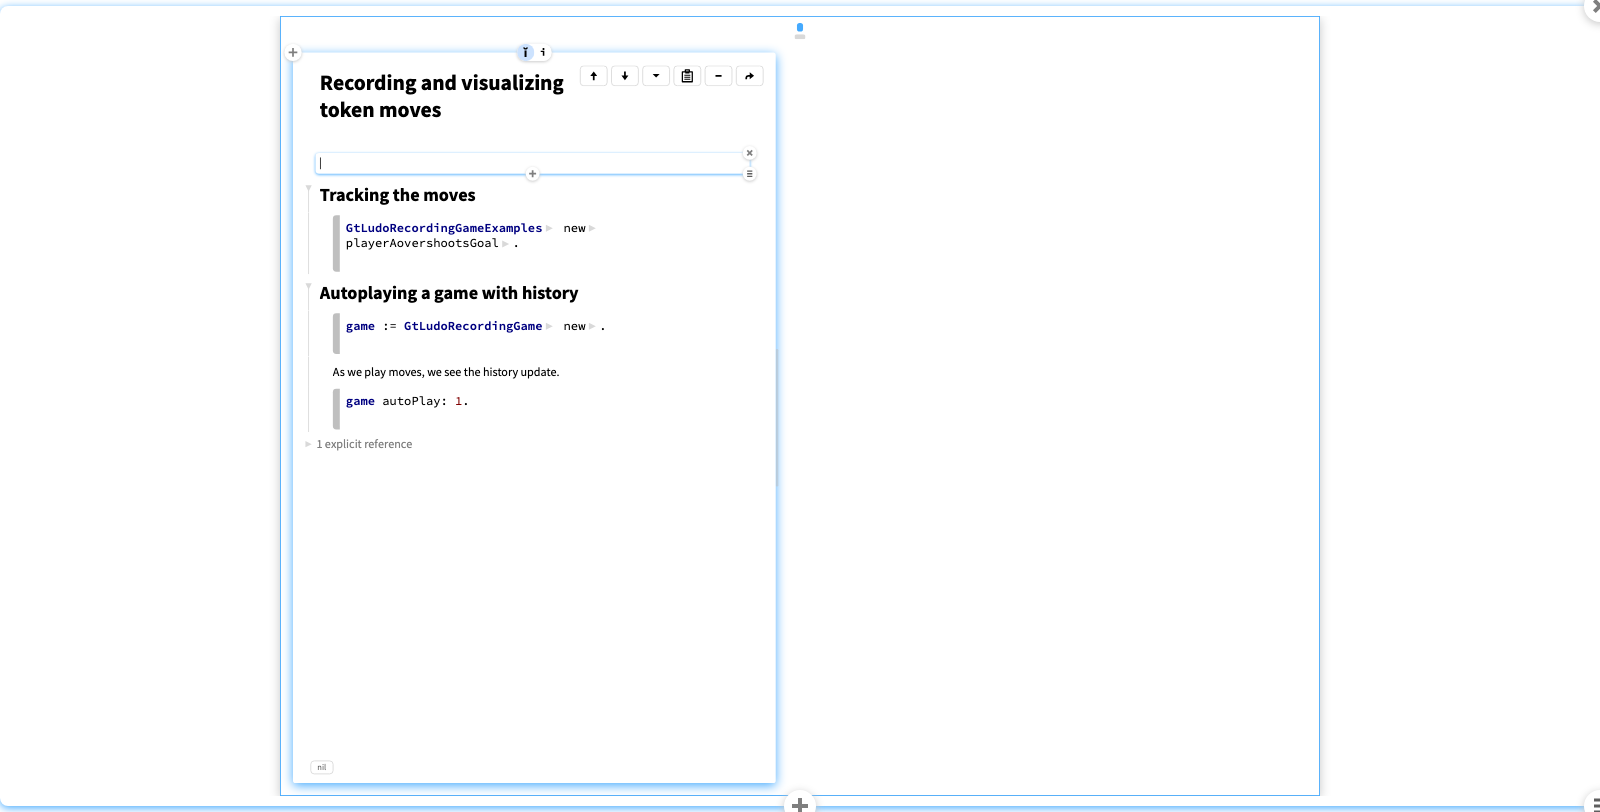 Recording and visualizing
token moves
Tracking the moves
GtLudoRecordingGameExamples new
playerAovershootsGoal .
Autoplaying a game with history
game := GtLudoRecordingGame new .
As we play moves, we see the history update.
game autoPlay: 1.
1 explicit reference
nil